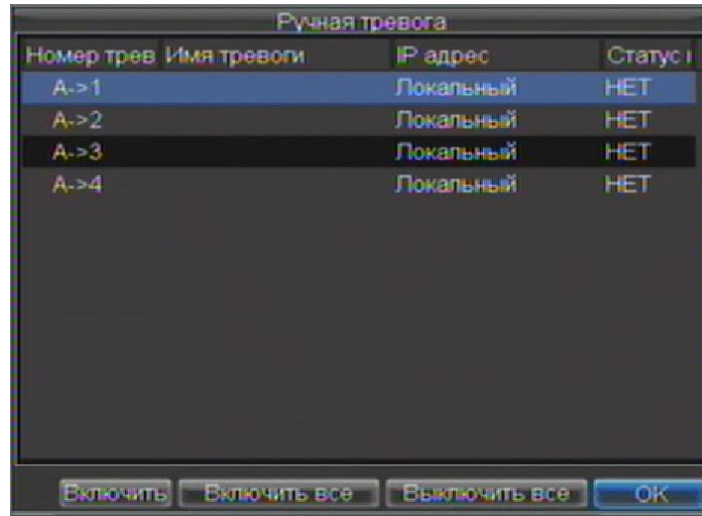 Ручная тревога
Номер трев Имя тревоги IP адрес Статус
A->1 Локальный НЕТ
A->2 Локальный НЕТ
A->3 Локальный НЕТ
A->4 Локальный НЕТ
Включить Включить все Выключить все OK